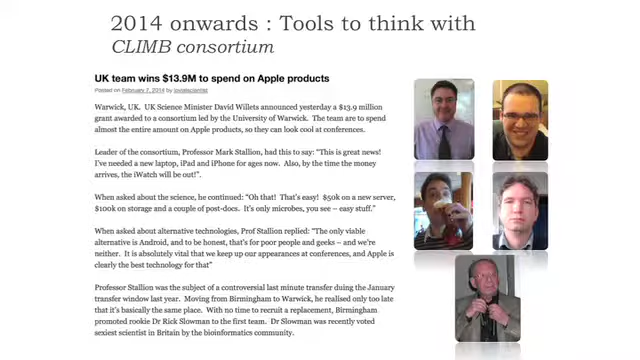 2014 onwards : Tools to think with
CLIMB consortium
UK team wins $13.9M to spend on Apple products
Posted on February 7, 2014 by jovialscientist
Warwick, UK. UK Science Minister David Willets announced yesterday a $13.9 million
grant awarded to a consortium led by the University of Warwick. The team are to spend
almost the entire amount on Apple products, so they can look cool at conferences.
Leader of the consortium, Professor Mark Stallion, had this to say: “This is great news!
I've needed a new laptop, iPad and iPhone for ages now. Also, by the time the money
arrives, the iWatch will be out!”.
When asked about the science, he continued: “Oh that! That's easy! $50k on a new server,
$100k on storage and a couple of post-docs. It's only microbes, you see – easy stuff.”
When asked about alternative technologies, Prof Stallion replied: “The only viable
alternative is Android, and to be honest, that's for poor people and geeks – and we're
neither. It is absolutely vital that we keep up our appearances at conferences, and Apple is
clearly the best technology for that”
Professor Stallion was the subject of a controversial last minute transfer duing the January
transfer window last year. Moving from Birmingham to Warwick, he realised only too late
that it's basically the same place. With no time to recruit a replacement, Birmingham
promoted rookie Dr Rick Slowman to the first team. Dr Slowman was recently voted
sexiest scientist in Britain by the bioinformatics community.